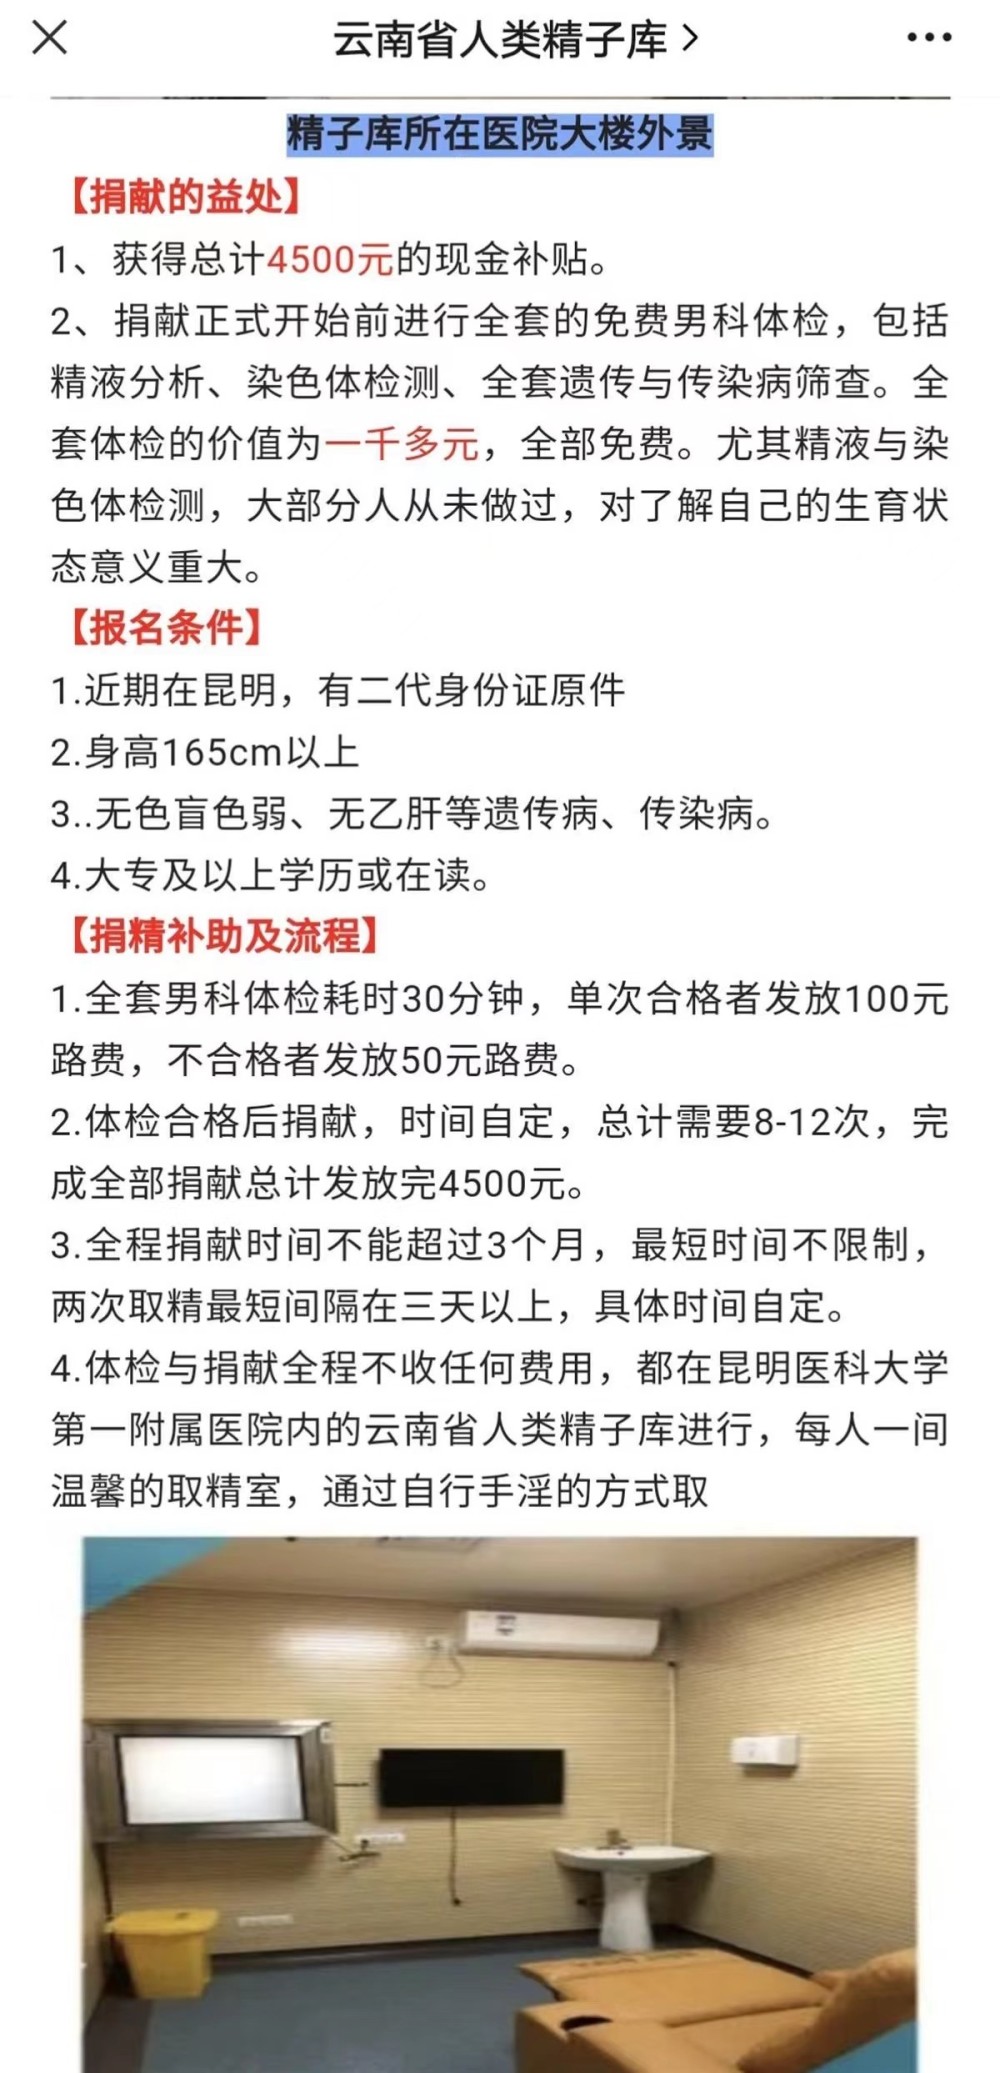 云南省人类精子库
精子库所在医院大楼外景
【捐献的益处】
1、获得总计4500元的现金补贴。
2、捐献正式开始前进行全套的免费男科体检，包括
精液分析、染色体检测、全套遗传与传染病筛查。全
套体检的价值为一千多元，全部免费。尤其精液与染
色体检测，大部分人从未做过，对了解自己的生育状
态意义重大。
【报名条件】
1.近期在昆明，有二代身份证原件
2.身高165cm以上
3..无色盲色弱、无乙肝等遗传病、传染病。
4.大专及以上学历或在读。
【捐精补助及流程】
1.全套男科体检耗时30分钟，单次合格者发放100元
路费，不合格者发放50元路费。
2.体检合格后捐献，时间自定，总计需要8-12次，完
成全部捐献总计发放完4500元。
3.全程捐献时间不能超过3个月，最短时间不限制，
两次取精最短间隔在三天以上，具体时间自定。
4.体检与捐献全程不收任何费用，都在昆明医科大学
第一附属医院内的云南省人类精子库进行，每人一间
温馨的取精室，通过自行手淫的方式取